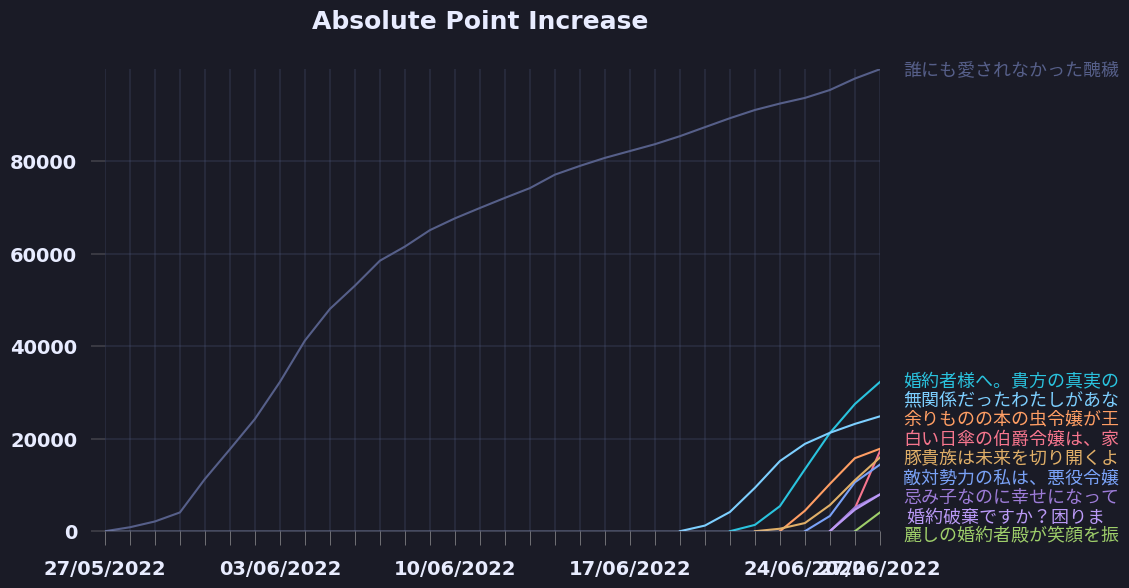 Absolute Point Increase
誰にも愛されなかった醜穢
80000
60000
40000
20000
0
婚約者様へ。貴方の真実の
無関係だったわたしがあな
余りものの本の虫令嬢が王
白い日傘の伯爵令嬢は、家
豚貴族は未来を切り開くよ
敵対勢力の私は、悪役令嬢
忌み子なのに幸せになって
婚約破棄ですか？困りま
麗しの婚約者殿が笑顔を振
27/05/2022
03/06/2022
10/06/2022
17/06/2022
24/06/2022
27/06/2022